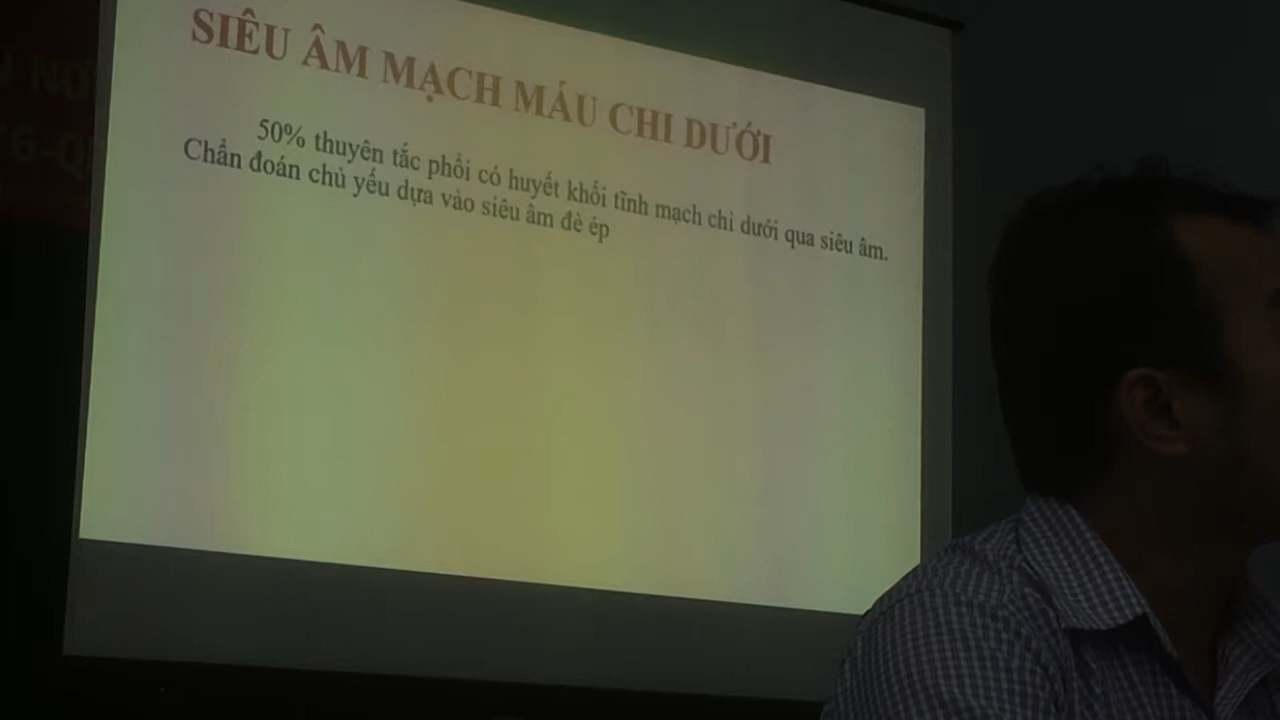 SIÊU ÂM MẠCH MÁU CHI DƯỚI
50% thuyên tắc phổi có huyết khối tĩnh mạch chi dưới qua siêu âm.
Chẩn đoán chủ yếu dựa vào siêu âm đè ép